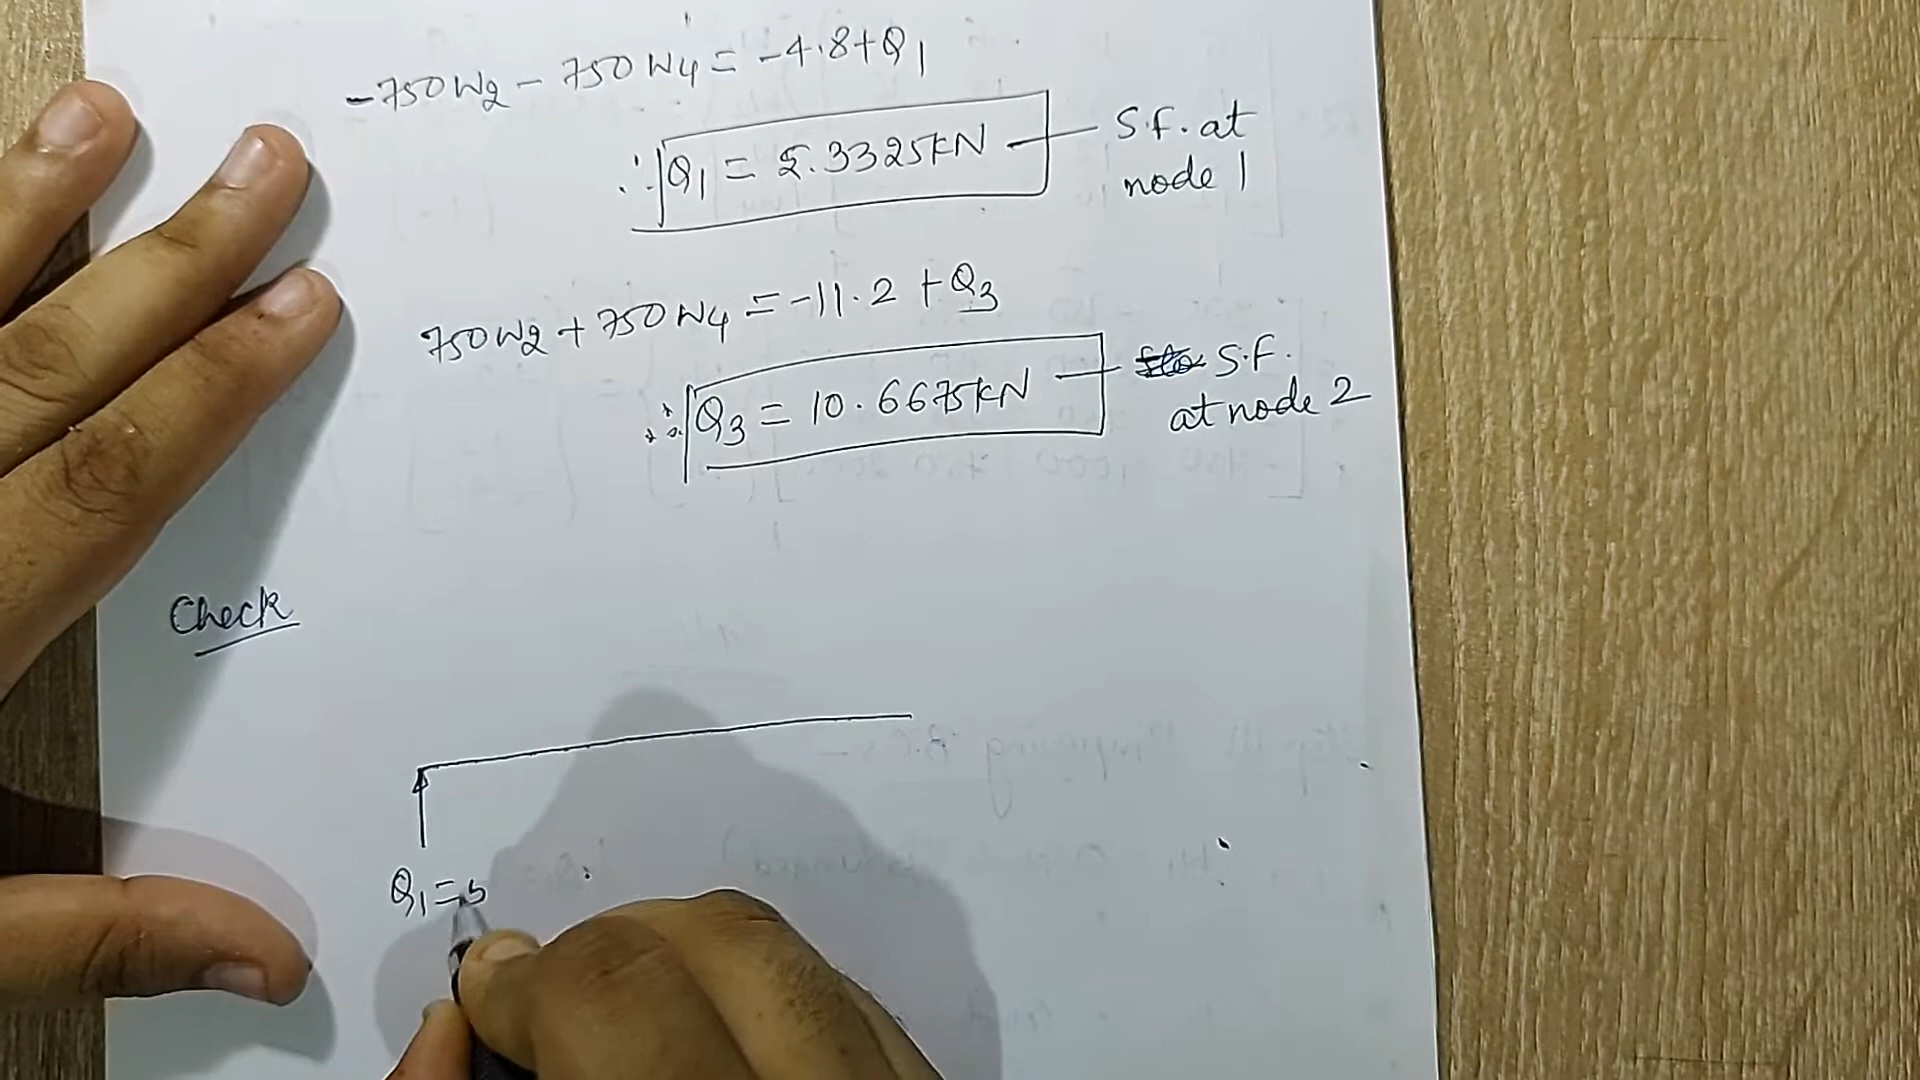 -750W2 - 750W4 = -4.8+Q1
∴ Q1 = 5.3325KN — S.F. at
node 1
750W2 + 750W4 = -11.2 + Q3
∴ Q3 = 10.6675KN — S.F.
at node 2
Check
Q1 = 5